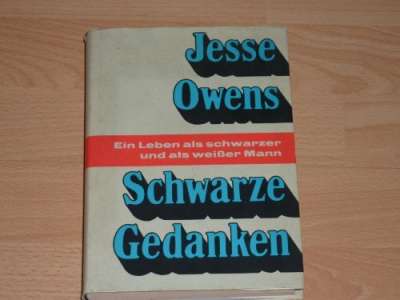 Jesse
Owens
Ein Leben als schwarzer
und als weißer Mann
Schwarze
Gedanken